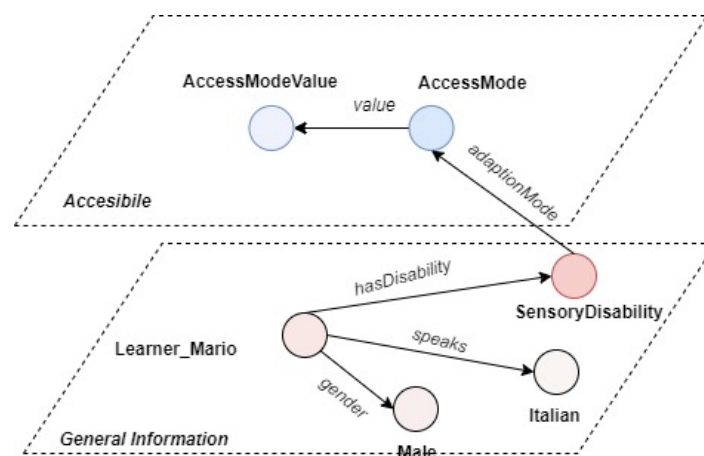 AccessModeValue
AccessMode
value
adaptionMode
Accesibile
hasDisability
SensoryDisability
Learner_Mario
speaks
gender
Italian
General Information
Male